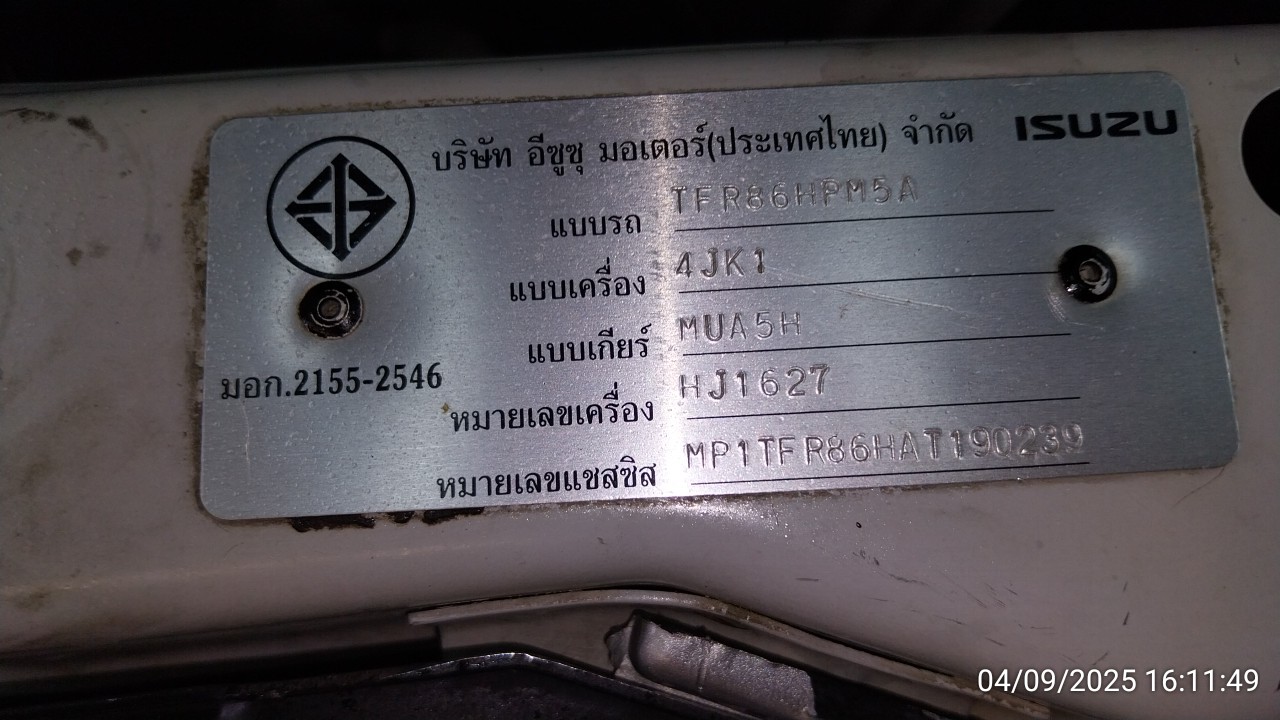 บริษัท อีซูซุ มอเตอร์(ประเทศไทย) จำกัด ISUZU
แบบรถ TFR86HPM5A
แบบเครื่อง 4JK1
แบบเกียร์ MUA5H
มอก.2155-2546
หมายเลขเครื่อง HJ1627
หมายเลขแชสซิส MP1TFR86HAT190239
04/09/2025 16:11:49